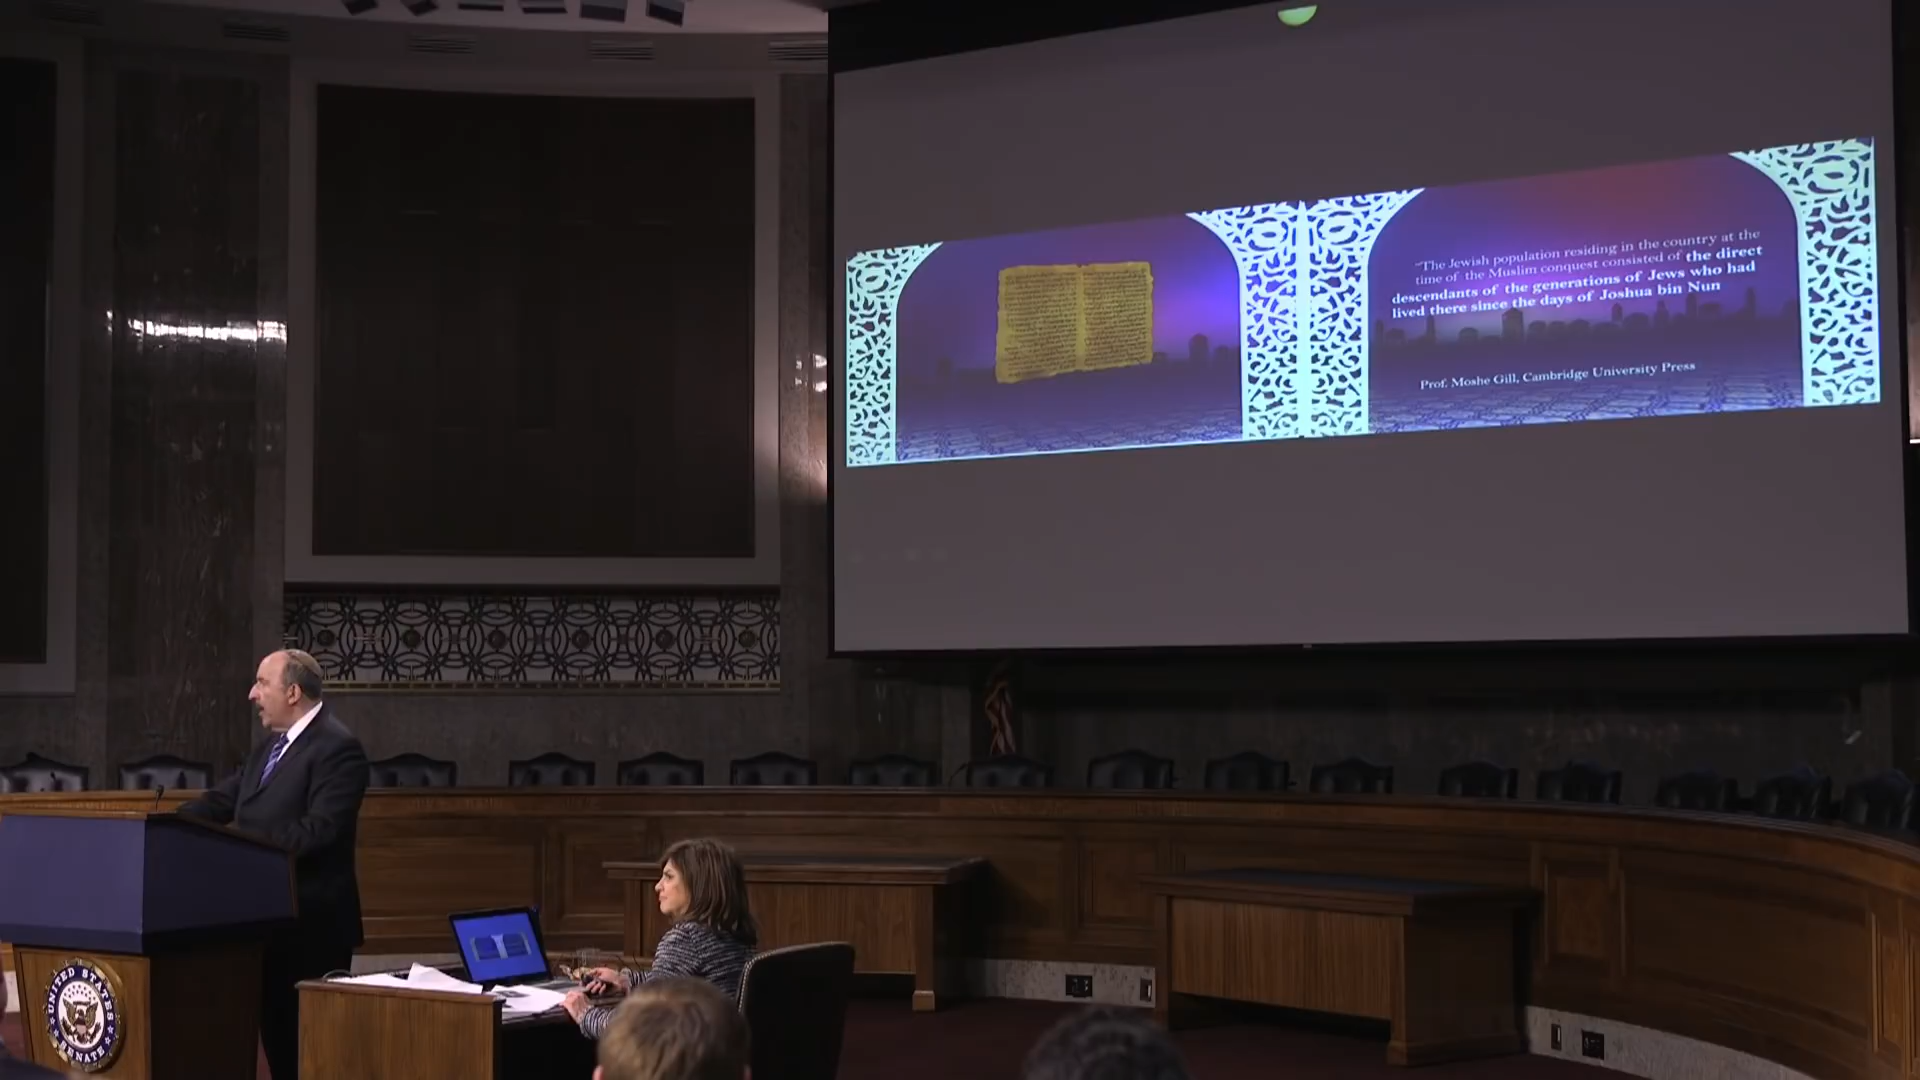 "The Jewish population residing in the country at the
time of the Muslim conquest consisted of the direct
descendants of the generations of Jews who had
lived there since the days of Joshua bin Nun
Prof. Moshe Gill, Cambridge University Press
UNITED STATES
SENATE